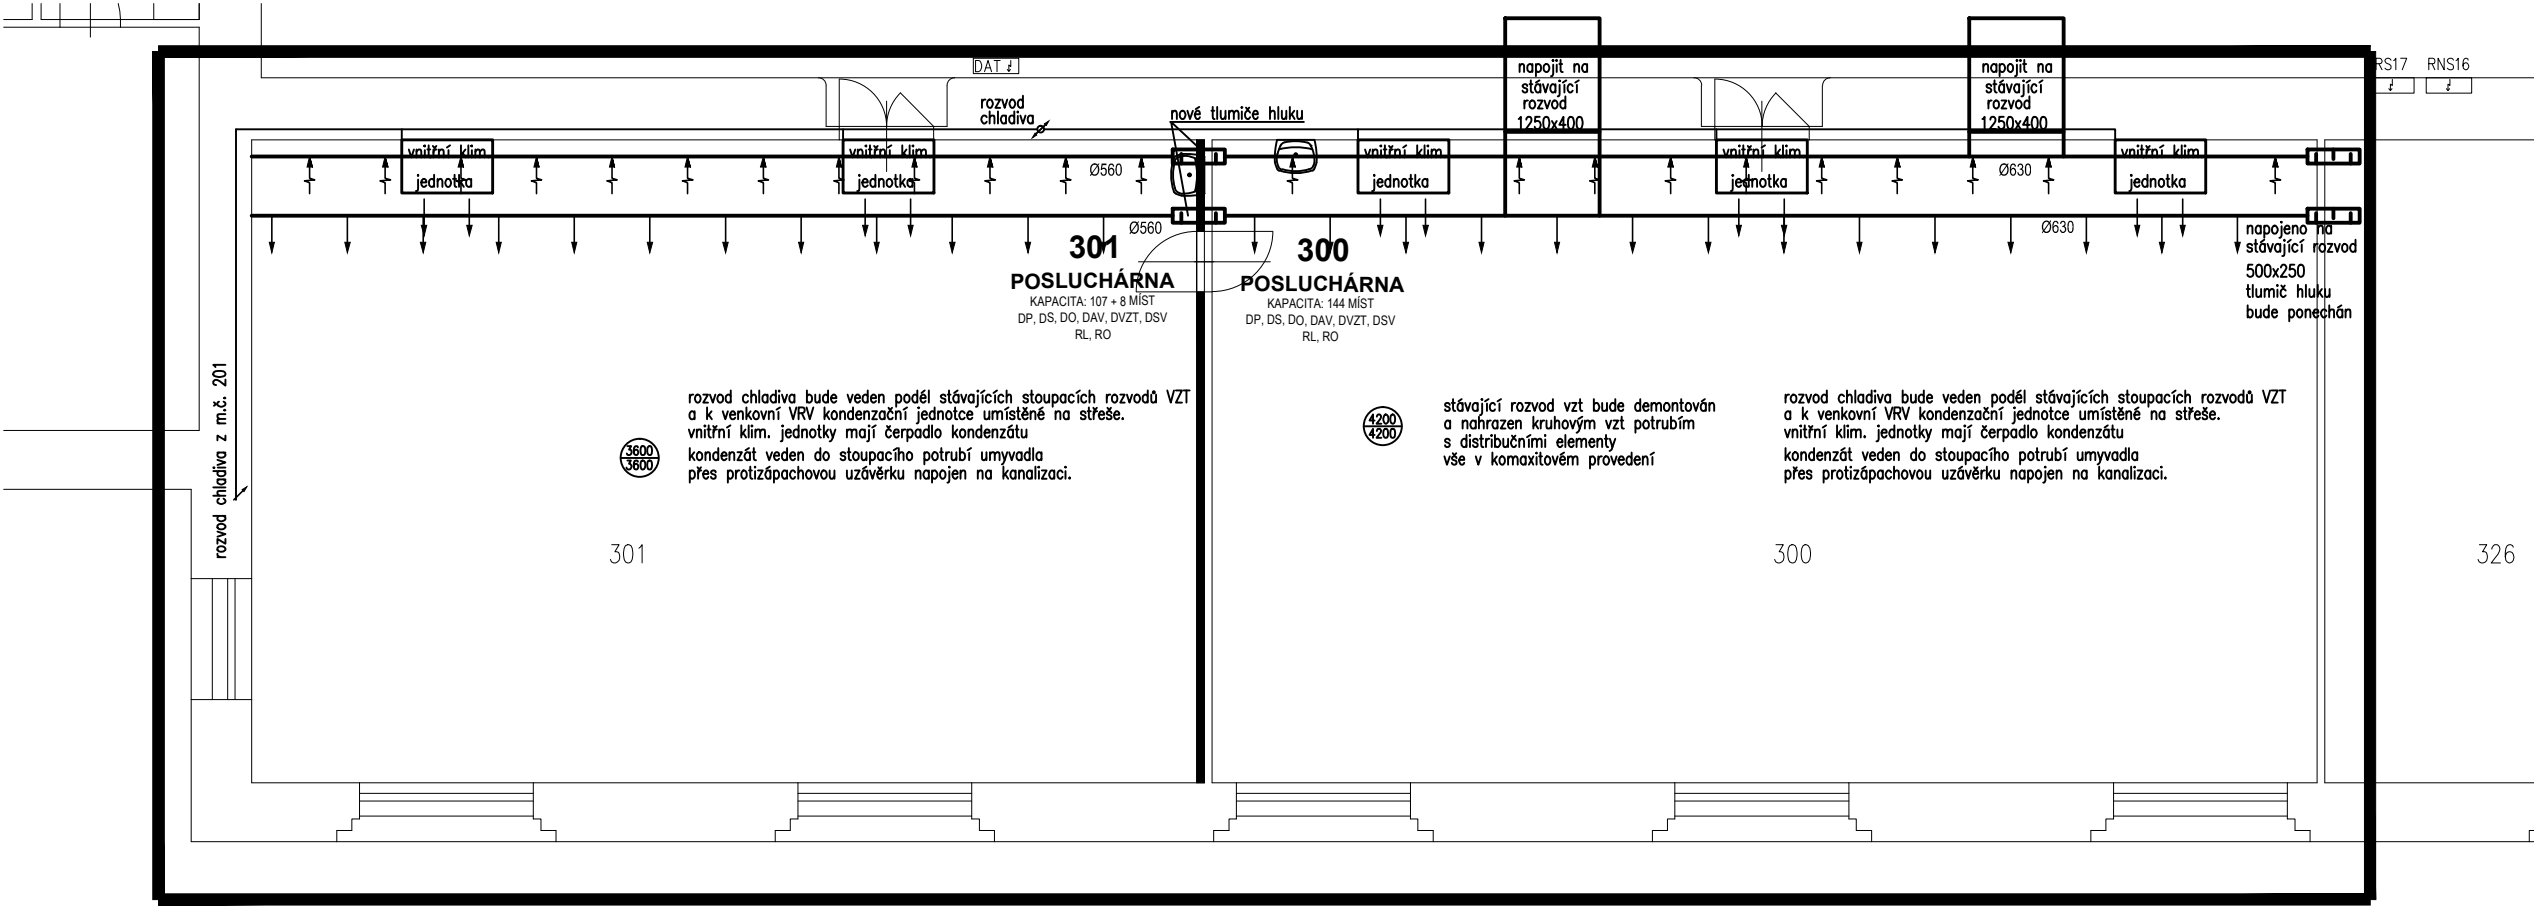 DAT
napojit na
stávající
rozvod
1250x400
napojit na
stávající
rozvod
1250x400
RS17
RNS16
rozvod
chladiva
nové tlumiče hluku
vnitřní klim
jednotka
vnitřní klim
jednotka
vnitřní klim
jednotka
vnitřní klim
jednotka
vnitřní klim
jednotka
Ø560
Ø630
Ø560
Ø630
301
POSLUCHÁRNA
KAPACITA: 107 + 8 MÍST
DP, DS, DO, DAV, DVZT, DSV
RL, RO
300
POSLUCHÁRNA
KAPACITA: 144 MÍST
DP, DS, DO, DAV, DVZT, DSV
RL, RO
napojeno na
stávající rozvod
500x250
tlumič hluku
bude ponechán
rozvod chladiva z m.č. 201
3600
3600
rozvod chladiva bude veden podél stávajících stoupacích rozvodů VZT
a k venkovní VRV kondenzační jednotce umístěné na střeše.
vnitřní klim. jednotky mají čerpadlo kondenzátu
kondenzát veden do stoupacího potrubí umyvadla
přes protizápachovou uzávěrku napojen na kanalizaci.
4200
4200
stávající rozvod vzt bude demontován
a nahrazen kruhovým vzt potrubím
s distribučními elementy
vše v komaxitovém provedení
rozvod chladiva bude veden podél stávajících stoupacích rozvodů VZT
a k venkovní VRV kondenzační jednotce umístěné na střeše.
vnitřní klim. jednotky mají čerpadlo kondenzátu
kondenzát veden do stoupacího potrubí umyvadla
přes protizápachovou uzávěrku napojen na kanalizaci.
301
300
326